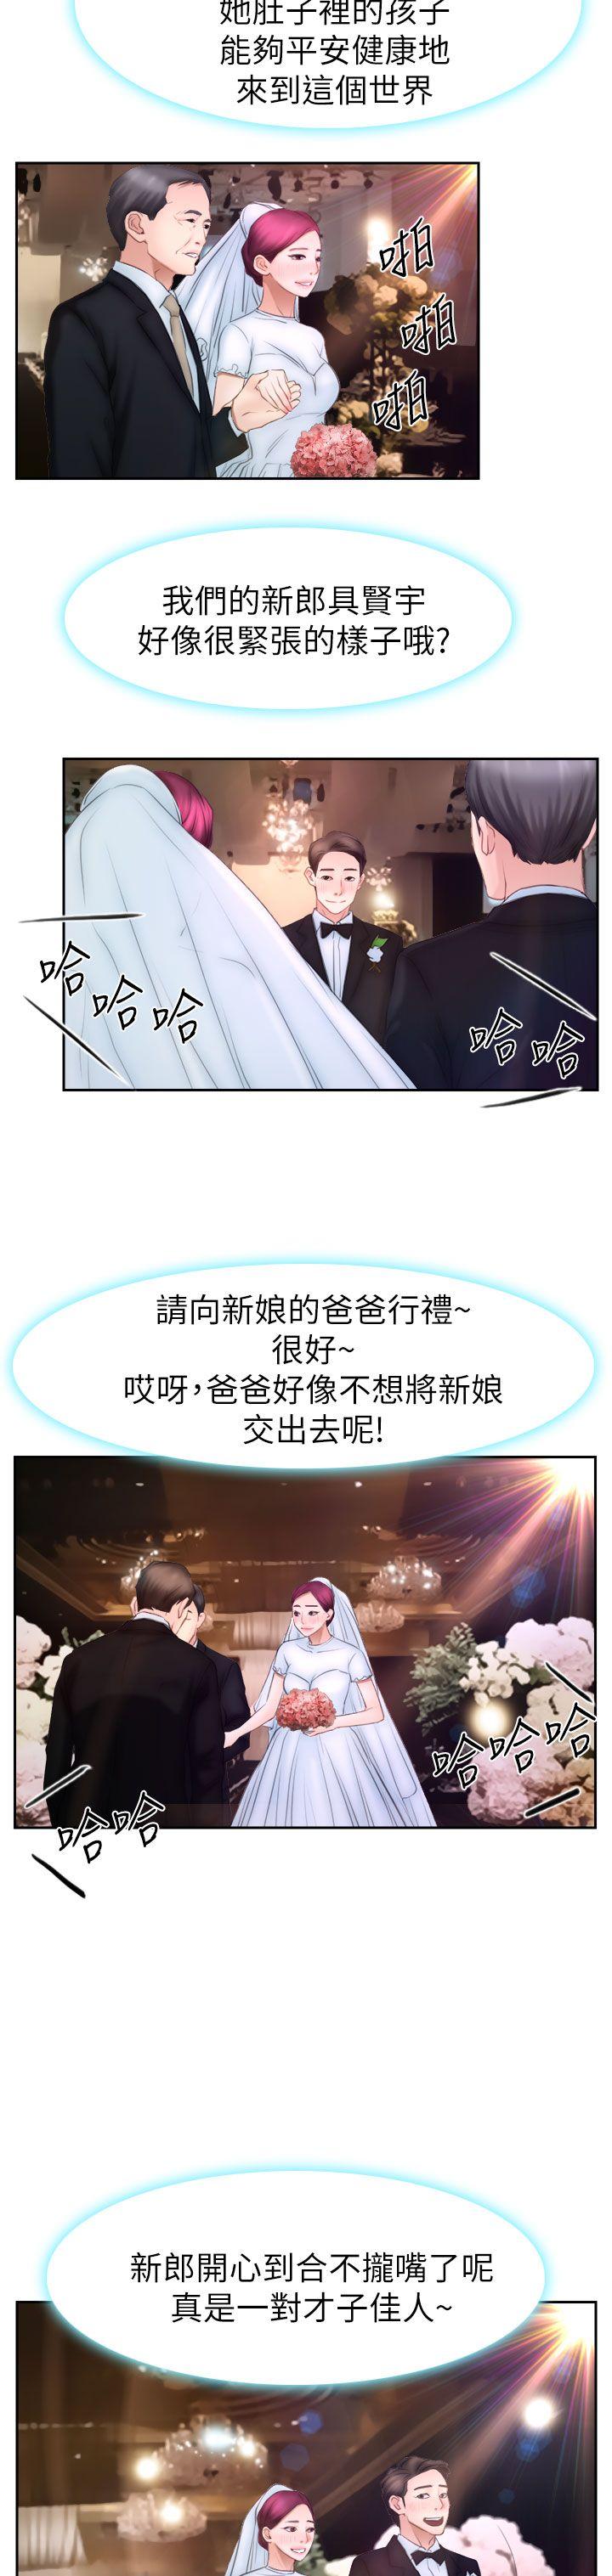 她肚子裡的孩子
能夠平安健康地
來到這個世界
啪
啪
啪
我們的新郎具賢宇
好像很緊張的樣子哦?
哈哈哈
哈哈
請向新娘的爸爸行禮~
很好~
哎呀,爸爸好像不想將新娘
交出去呢!
哈哈哈
哈哈
新郎開心到合不攏嘴了呢
真是一對才子佳人~